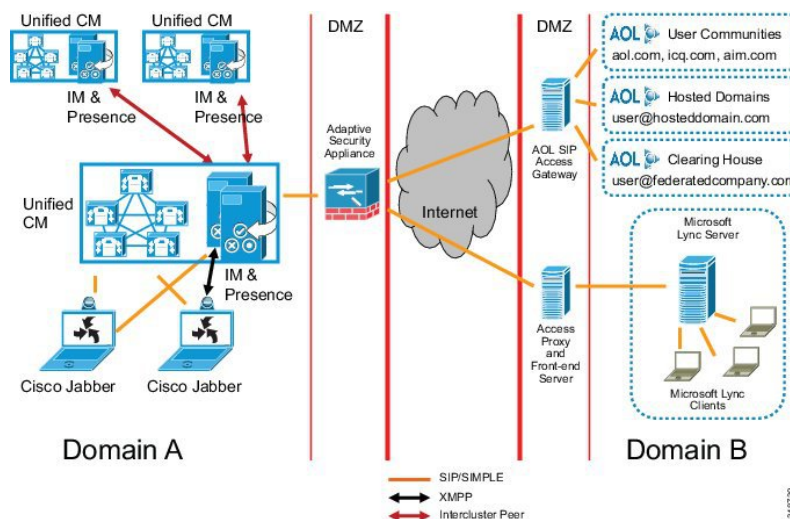 Unified CM
Unified CM
IM &
Presence
IM &
Presence
Unified
CM
IM &
Presence
Cisco Jabber
Cisco Jabber
Domain A
DMZ
Adaptive
Security
Appliance
Internet
DMZ
AOL SIP
Access
Gateway
Access
Proxy
and
Front-end
Server
AOL User Communities
aol.com, icq.com, aim.com
AOL Hosted Domains
user@hosteddomain.com
AOL Clearing House
user@federatedcompany.com
Microsoft
Lync Server
Microsoft Lync
Clients
Domain B
SIP/SIMPLE
XMPP
Intercluster Peer